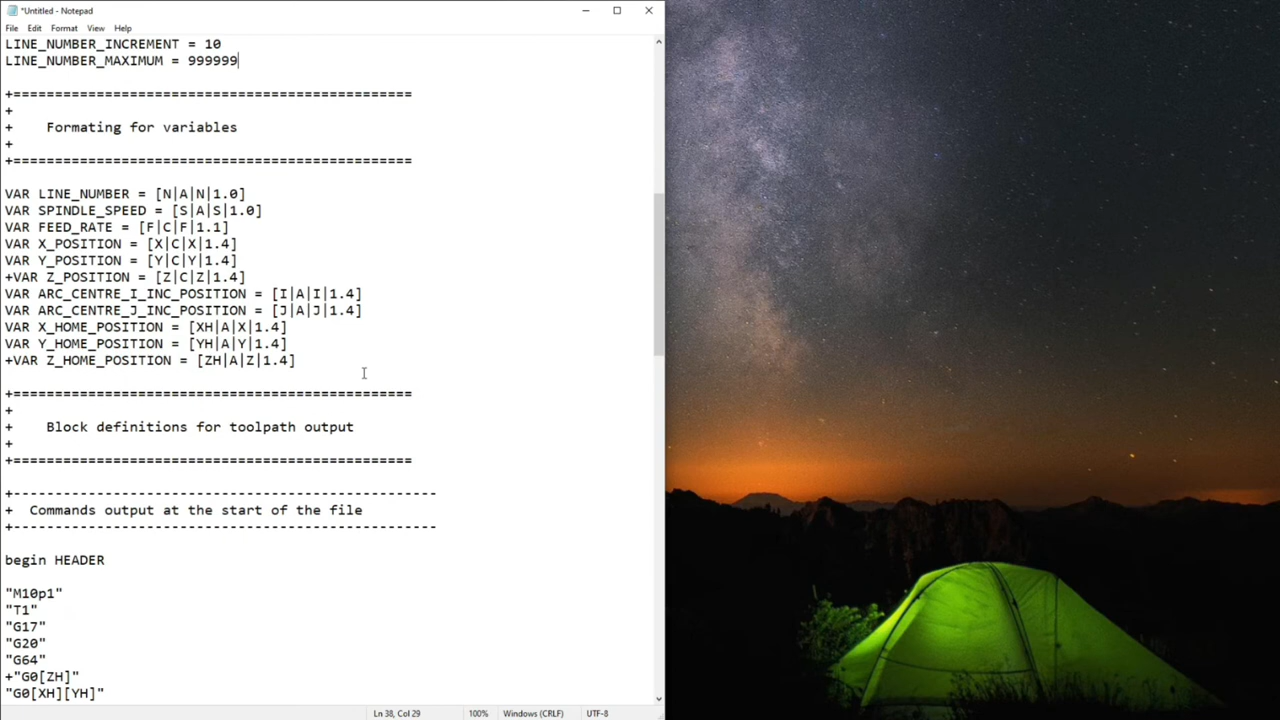 *Untitled - Notepad
File Edit Format View Help
LINE_NUMBER_INCREMENT = 10
LINE_NUMBER_MAXIMUM = 999999
+================================================
+
+    Formating for variables
+
+================================================
VAR LINE_NUMBER = [N|A|N|1.0]
VAR SPINDLE_SPEED = [S|A|S|1.0]
VAR FEED_RATE = [F|C|F|1.1]
VAR X_POSITION = [X|C|X|1.4]
VAR Y_POSITION = [Y|C|Y|1.4]
+VAR Z_POSITION = [Z|C|Z|1.4]
VAR ARC_CENTRE_I_INC_POSITION = [I|A|I|1.4]
VAR ARC_CENTRE_J_INC_POSITION = [J|A|J|1.4]
VAR X_HOME_POSITION = [XH|A|X|1.4]
VAR Y_HOME_POSITION = [YH|A|Y|1.4]
+VAR Z_HOME_POSITION = [ZH|A|Z|1.4]
+================================================
+
+    Block definitions for toolpath output
+
+================================================
+---------------------------------------------------
+  Commands output at the start of the file
+---------------------------------------------------
begin HEADER
"M10p1"
"T1"
"G17"
"G20"
"G64"
+"G0[ZH]"
"G0[XH][YH]"
Ln 38, Col 29 100% Windows (CRLF) UTF-8